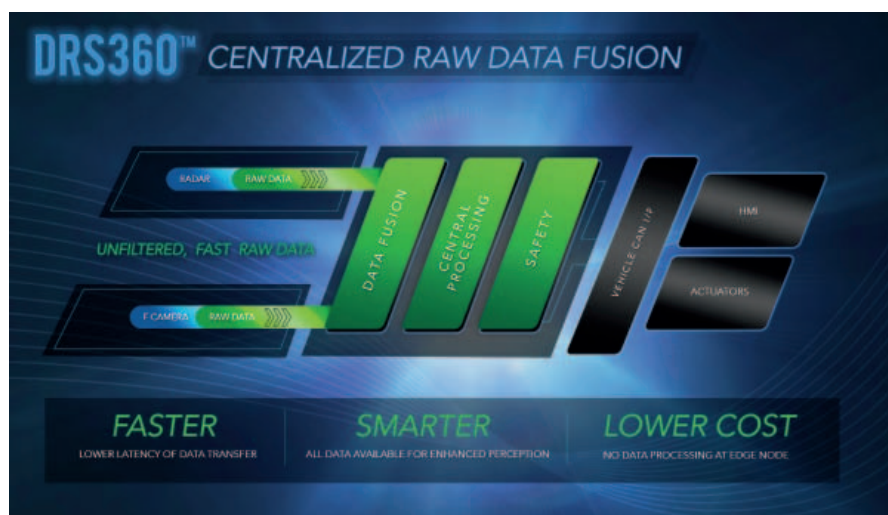 DRS360™ CENTRALIZED RAW DATA FUSION
RADAR RAW DATA
UNFILTERED, FAST RAW DATA
F CAMERA RAW DATA
DATA FUSION
CENTRAL
PROCESSING
SAFETY
VEHICLE CAN I/F
HMI
ACTUATORS
FASTER
LOWER LATENCY OF DATA TRANSFER
SMARTER
ALL DATA AVAILABLE FOR ENHANCED PERCEPTION
LOWER COST
NO DATA PROCESSING AT EDGE NODE